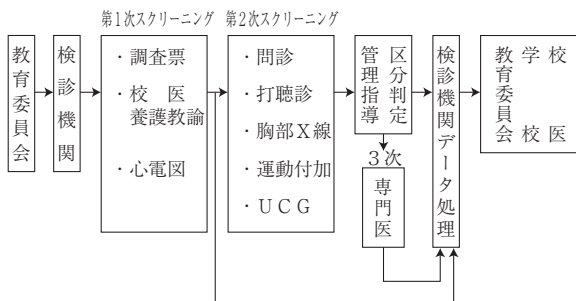 第1次スクリーニング
第2次スクリーニング
教育委員会
検診機関
・調査票
・校　医
養護教諭
・心電図
・問診
・打聴診
・胸部Ｘ線
・運動付加
・ＵＣＧ
管理指導
区分判定
３次
専門医
検診機関データ処理
教育委員会
学校
校医